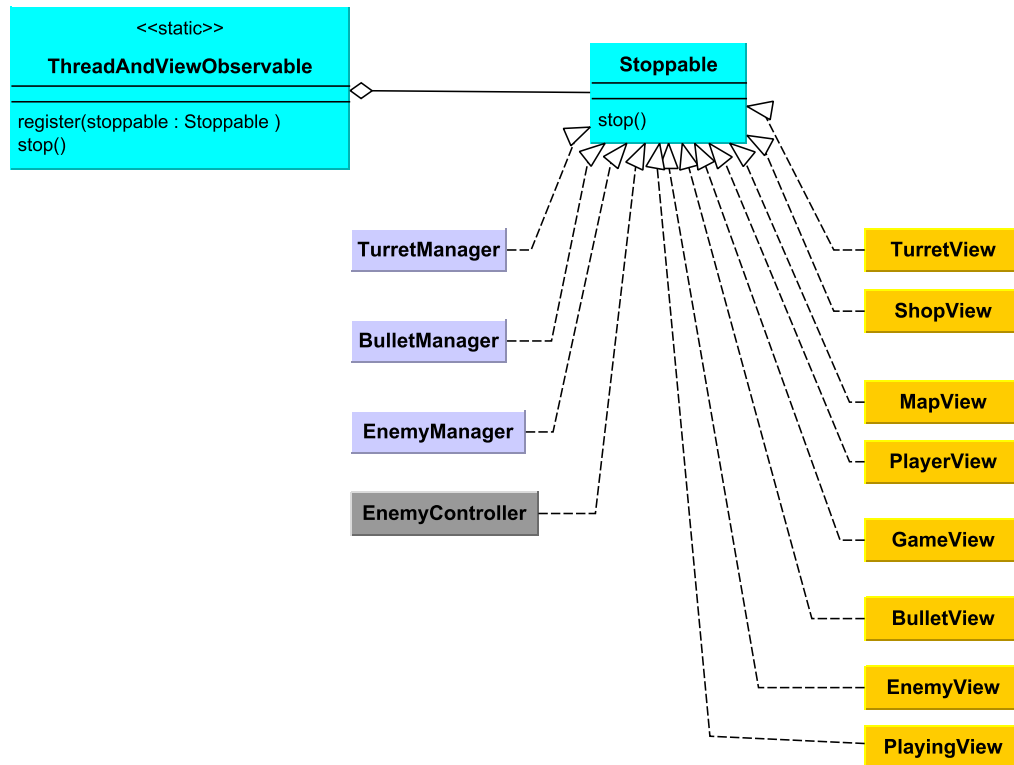 <<static>>
ThreadAndViewObservable
register(stoppable : Stoppable )
stop()
Stoppable
stop()
TurretManager
BulletManager
EnemyManager
EnemyController
TurretView
ShopView
MapView
PlayerView
GameView
BulletView
EnemyView
PlayingView